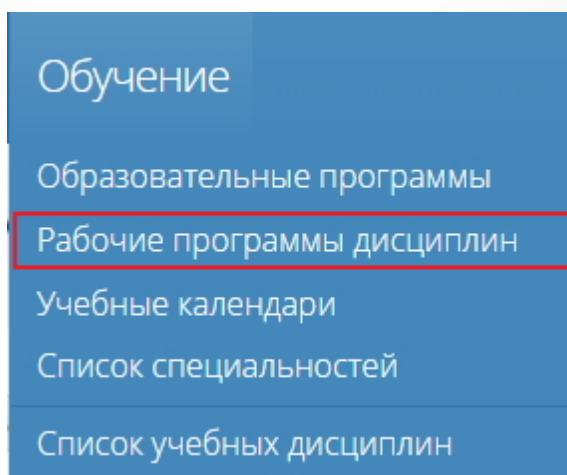 Обучение
Образовательные программы
Рабочие программы дисциплин
Учебные календари
Список специальностей
Список учебных дисциплин